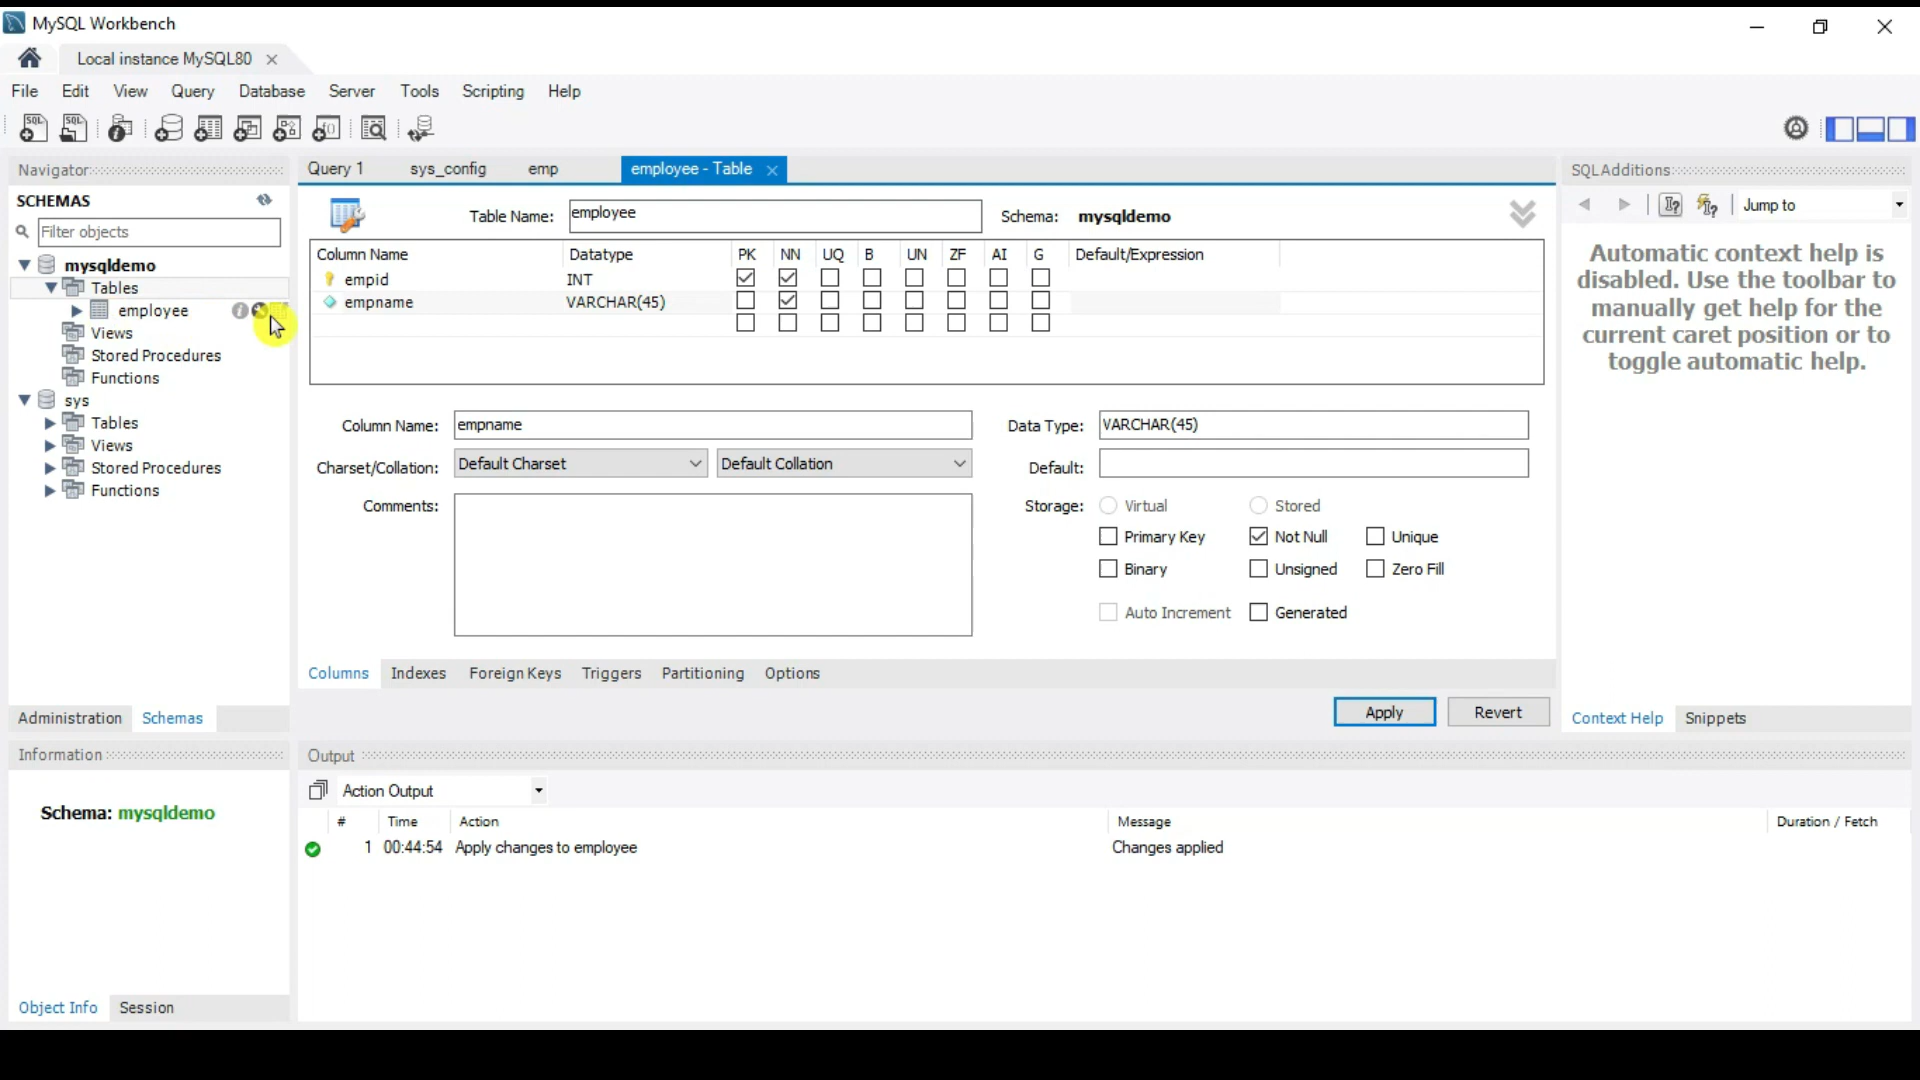 MySQL Workbench
Local instance MySQL80
File Edit View Query Database Server Tools Scripting Help
Navigator
SCHEMAS
Filter objects
mysqldemo
Tables
employee
Views
Stored Procedures
Functions
sys
Tables
Views
Stored Procedures
Functions
Administration Schemas
Information
Schema: mysqldemo
Object Info Session
Query 1 sys_config emp employee - Table
Table Name: employee Schema: mysqldemo
Column Name Datatype PK NN UQ B UN ZF AI G Default/Expression
empid INT
empname VARCHAR(45)
Column Name: empname Data Type: VARCHAR(45)
Charset/Collation: Default Charset Default Collation Default:
Comments: Storage: Virtual Stored
Primary Key Not Null Unique
Binary Unsigned Zero Fill
Auto Increment Generated
Columns Indexes Foreign Keys Triggers Partitioning Options
Apply Revert
Output
Action Output
# Time Action Message Duration / Fetch
1 00:44:54 Apply changes to employee Changes applied
SQLAdditions
Jump to
Automatic context help is
disabled. Use the toolbar to
manually get help for the
current caret position or to
toggle automatic help.
Context Help Snippets